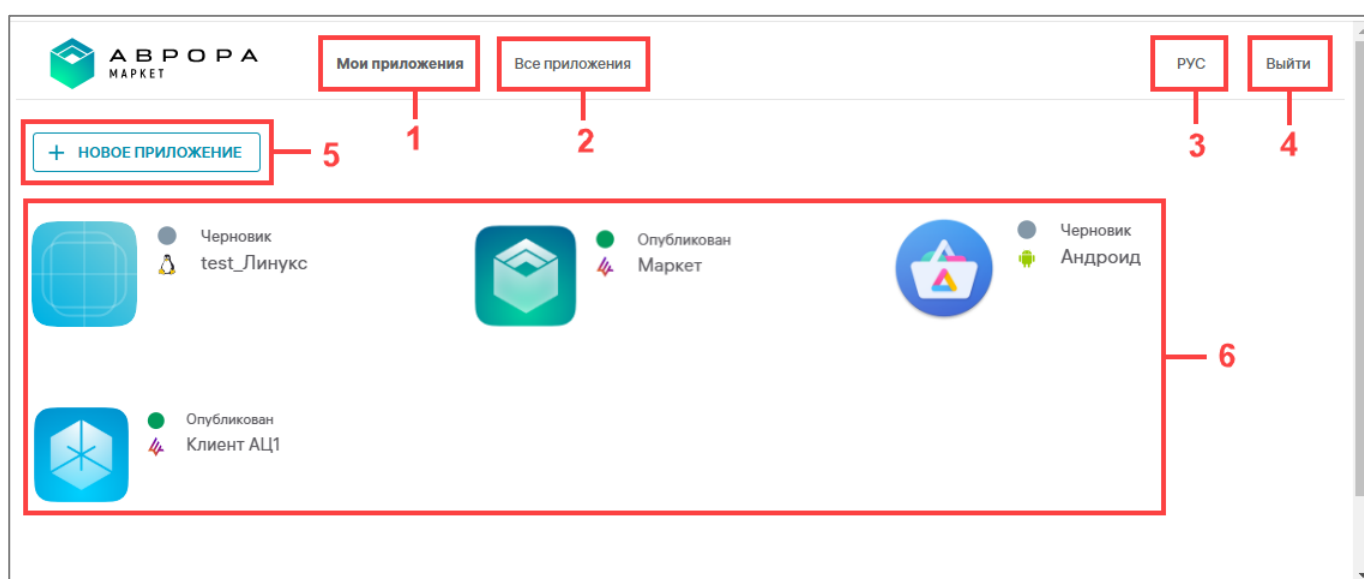 АВРОРА
МАРКЕТ
Мои приложения
Все приложения
РУС
Выйти
1
2
3
4
+ НОВОЕ ПРИЛОЖЕНИЕ
5
Черновик
test_Линукс
Опубликован
Маркет
Черновик
Андроид
6
Опубликован
Клиент АЦ1